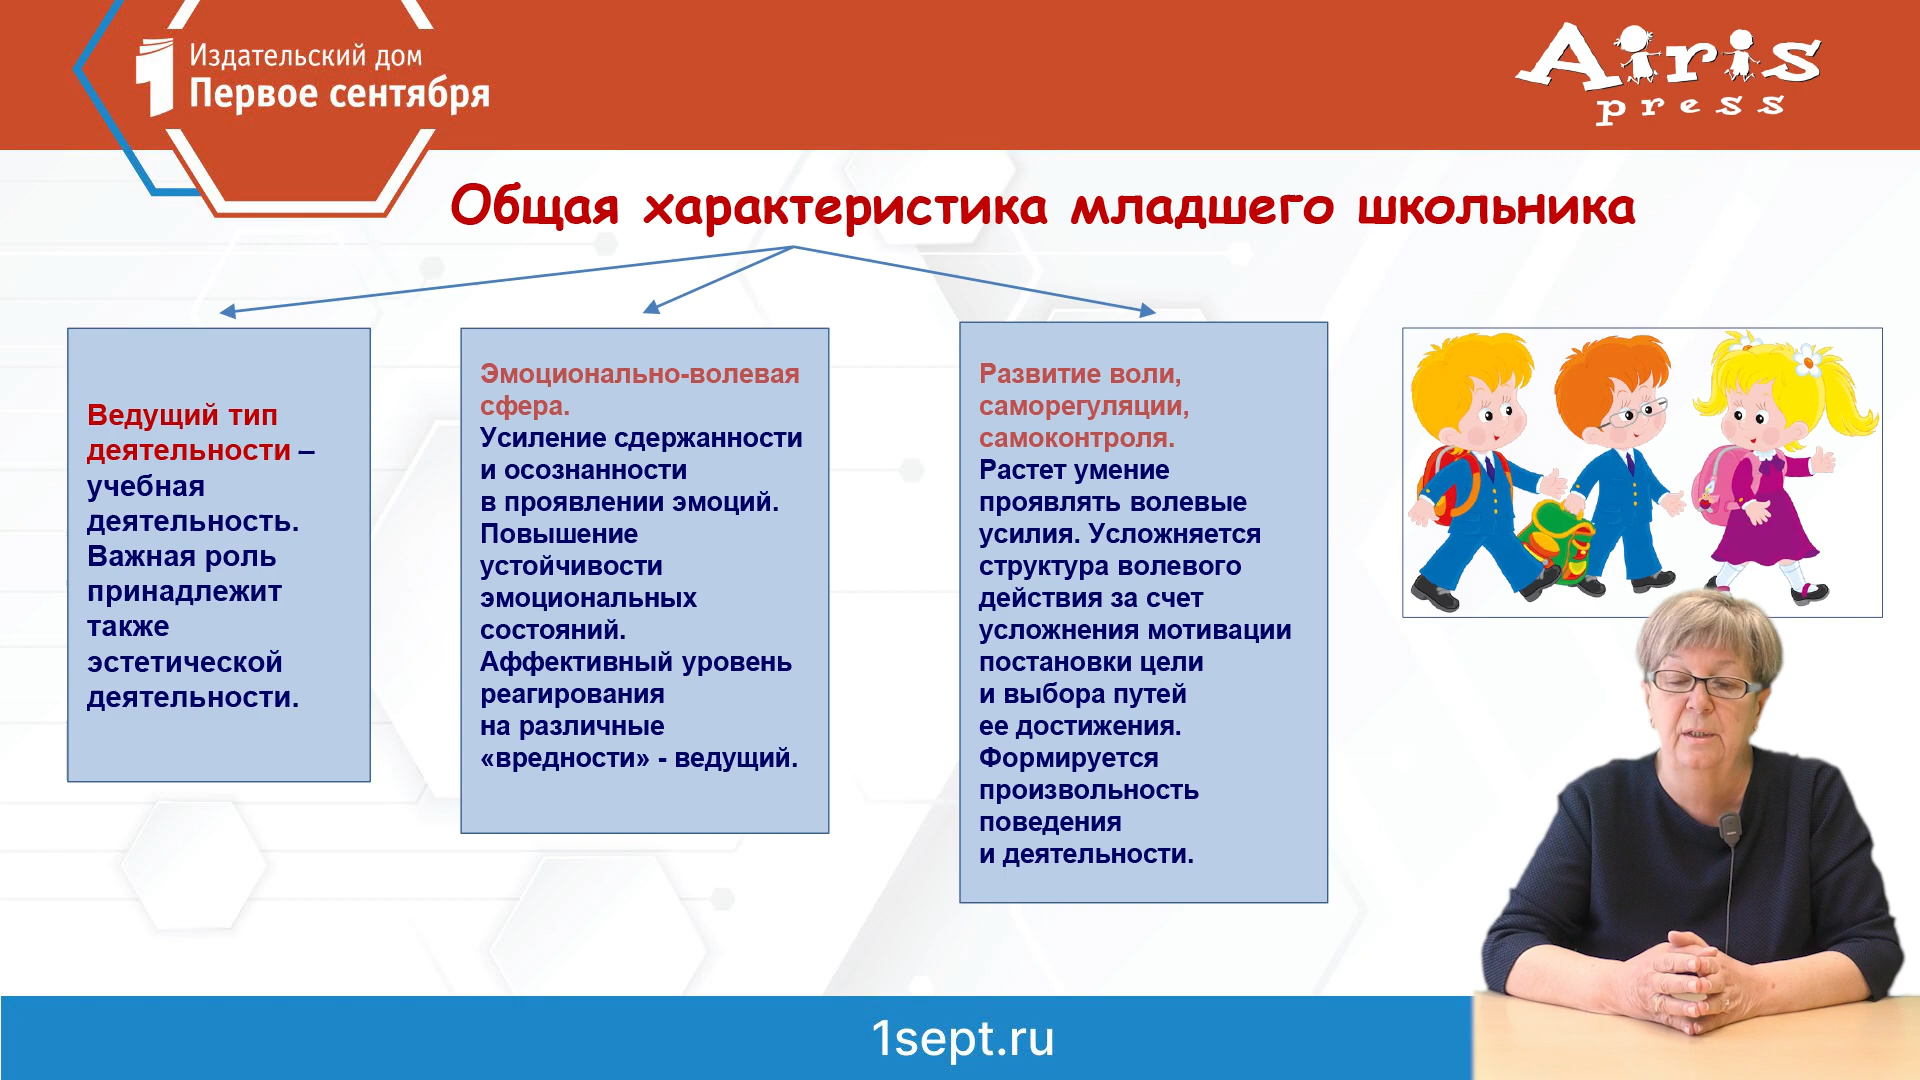 Издательский дом
Первое сентября
Airis
press
Общая характеристика младшего школьника
Ведущий тип
деятельности –
учебная
деятельность.
Важная роль
принадлежит
также
эстетической
деятельности.
Эмоционально-волевая
сфера.
Усиление сдержанности
и осознанности
в проявлении эмоций.
Повышение
устойчивости
эмоциональных
состояний.
Аффективный уровень
реагирования
на различные
«вредности» - ведущий.
Развитие воли,
саморегуляции,
самоконтроля.
Растет умение
проявлять волевые
усилия. Усложняется
структура волевого
действия за счет
усложнения мотивации
постановки цели
и выбора путей
ее достижения.
Формируется
произвольность
поведения
и деятельности.
1sept.ru